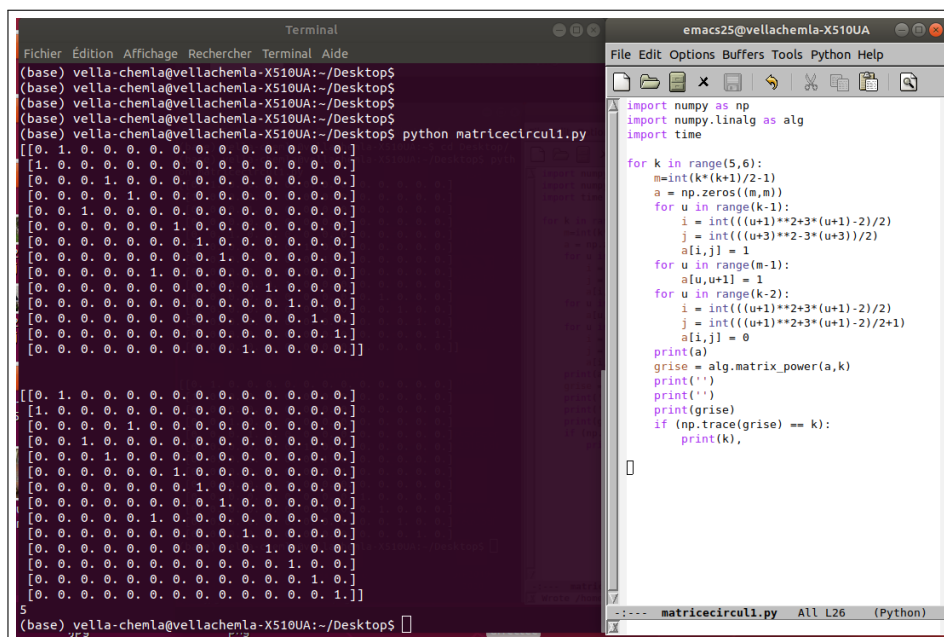 Terminal
Fichier Édition Affichage Rechercher Terminal Aide
(base) vella-chemla@vellachemla-X510UA:~/Desktop$
(base) vella-chemla@vellachemla-X510UA:~/Desktop$
(base) vella-chemla@vellachemla-X510UA:~/Desktop$
(base) vella-chemla@vellachemla-X510UA:~/Desktop$
(base) vella-chemla@vellachemla-X510UA:~/Desktop$ python matricecircul1.py
[[0. 1. 0. 0. 0. 0. 0. 0. 0. 0. 0. 0. 0. 0.]
[1. 0. 0. 0. 0. 0. 0. 0. 0. 0. 0. 0. 0. 0.]
[0. 0. 0. 1. 0. 0. 0. 0. 0. 0. 0. 0. 0. 0.]
[0. 0. 0. 0. 1. 0. 0. 0. 0. 0. 0. 0. 0. 0.]
[0. 0. 1. 0. 0. 0. 0. 0. 0. 0. 0. 0. 0. 0.]
[0. 0. 0. 0. 0. 0. 1. 0. 0. 0. 0. 0. 0. 0.]
[0. 0. 0. 0. 0. 0. 0. 1. 0. 0. 0. 0. 0. 0.]
[0. 0. 0. 0. 0. 0. 0. 0. 1. 0. 0. 0. 0. 0.]
[0. 0. 0. 0. 0. 1. 0. 0. 0. 0. 0. 0. 0. 0.]
[0. 0. 0. 0. 0. 0. 0. 0. 0. 0. 1. 0. 0. 0.]
[0. 0. 0. 0. 0. 0. 0. 0. 0. 0. 0. 1. 0. 0.]
[0. 0. 0. 0. 0. 0. 0. 0. 0. 0. 0. 0. 1. 0.]
[0. 0. 0. 0. 0. 0. 0. 0. 0. 0. 0. 0. 0. 1.]
[0. 0. 0. 0. 0. 0. 0. 0. 0. 1. 0. 0. 0. 0.]]
[[0. 1. 0. 0. 0. 0. 0. 0. 0. 0. 0. 0. 0. 0.]
[1. 0. 0. 0. 0. 0. 0. 0. 0. 0. 0. 0. 0. 0.]
[0. 0. 0. 0. 1. 0. 0. 0. 0. 0. 0. 0. 0. 0.]
[0. 0. 1. 0. 0. 0. 0. 0. 0. 0. 0. 0. 0. 0.]
[0. 0. 0. 1. 0. 0. 0. 0. 0. 0. 0. 0. 0. 0.]
[0. 0. 0. 0. 0. 0. 1. 0. 0. 0. 0. 0. 0. 0.]
[0. 0. 0. 0. 0. 0. 0. 1. 0. 0. 0. 0. 0. 0.]
[0. 0. 0. 0. 0. 0. 0. 0. 1. 0. 0. 0. 0. 0.]
[0. 0. 0. 0. 0. 1. 0. 0. 0. 0. 0. 0. 0. 0.]
[0. 0. 0. 0. 0. 0. 0. 0. 0. 1. 0. 0. 0. 0.]
[0. 0. 0. 0. 0. 0. 0. 0. 0. 0. 1. 0. 0. 0.]
[0. 0. 0. 0. 0. 0. 0. 0. 0. 0. 0. 1. 0. 0.]
[0. 0. 0. 0. 0. 0. 0. 0. 0. 0. 0. 0. 1. 0.]
[0. 0. 0. 0. 0. 0. 0. 0. 0. 0. 0. 0. 0. 1.]]
5
(base) vella-chemla@vellachemla-X510UA:~/Desktop$
emacs25@vellachemla-X510UA
File Edit Options Buffers Tools Python Help
import numpy as np
import numpy.linalg as alg
import time
for k in range(5,6):
    m=int(k*(k+1)/2-1)
    a = np.zeros((m,m))
    for u in range(k-1):
        i = int(((u+1)**2+3*(u+1)-2)/2)
        j = int(((u+3)**2-3*(u+3))/2)
        a[i,j] = 1
    for u in range(m-1):
        a[u,u+1] = 1
    for u in range(k-2):
        i = int(((u+1)**2+3*(u+1)-2)/2)
        j = int(((u+1)**2+3*(u+1)-2)/2+1)
        a[i,j] = 0
    print(a)
    grise = alg.matrix_power(a,k)
    print('')
    print('')
    print(grise)
    if (np.trace(grise) == k):
        print(k),
-:--- matricecircul1.py All L26 (Python)